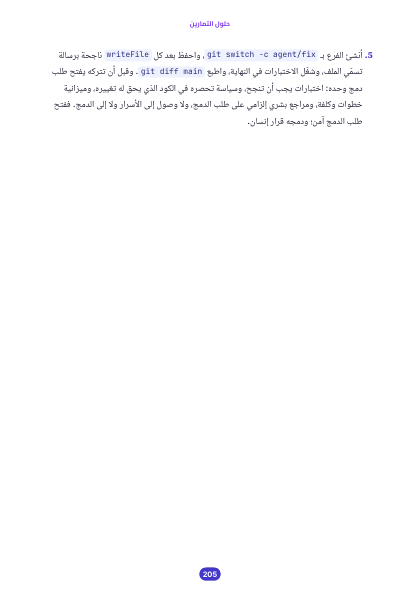 حلول التمارين
5. أنشئ الفرع بـ git switch -c agent/fix ، واحفظ بعد كل writeFile ناجحة برسالة
تسمّي الملف، وشغّل الاختبارات في النهاية، واطبع git diff main . وقبل أن تتركه يفتح طلب
دمج وحده: اختبارات يجب أن تنجح، وسياسة تحصره في الكود الذي يحق له تغييره، وميزانية
خطوات وكلفة، ومراجع بشري إلزامي على طلب الدمج، ولا وصول إلى الأسرار ولا إلى الدمج. ففتح
طلب الدمج آمن؛ ودمجه قرار إنسان.
205